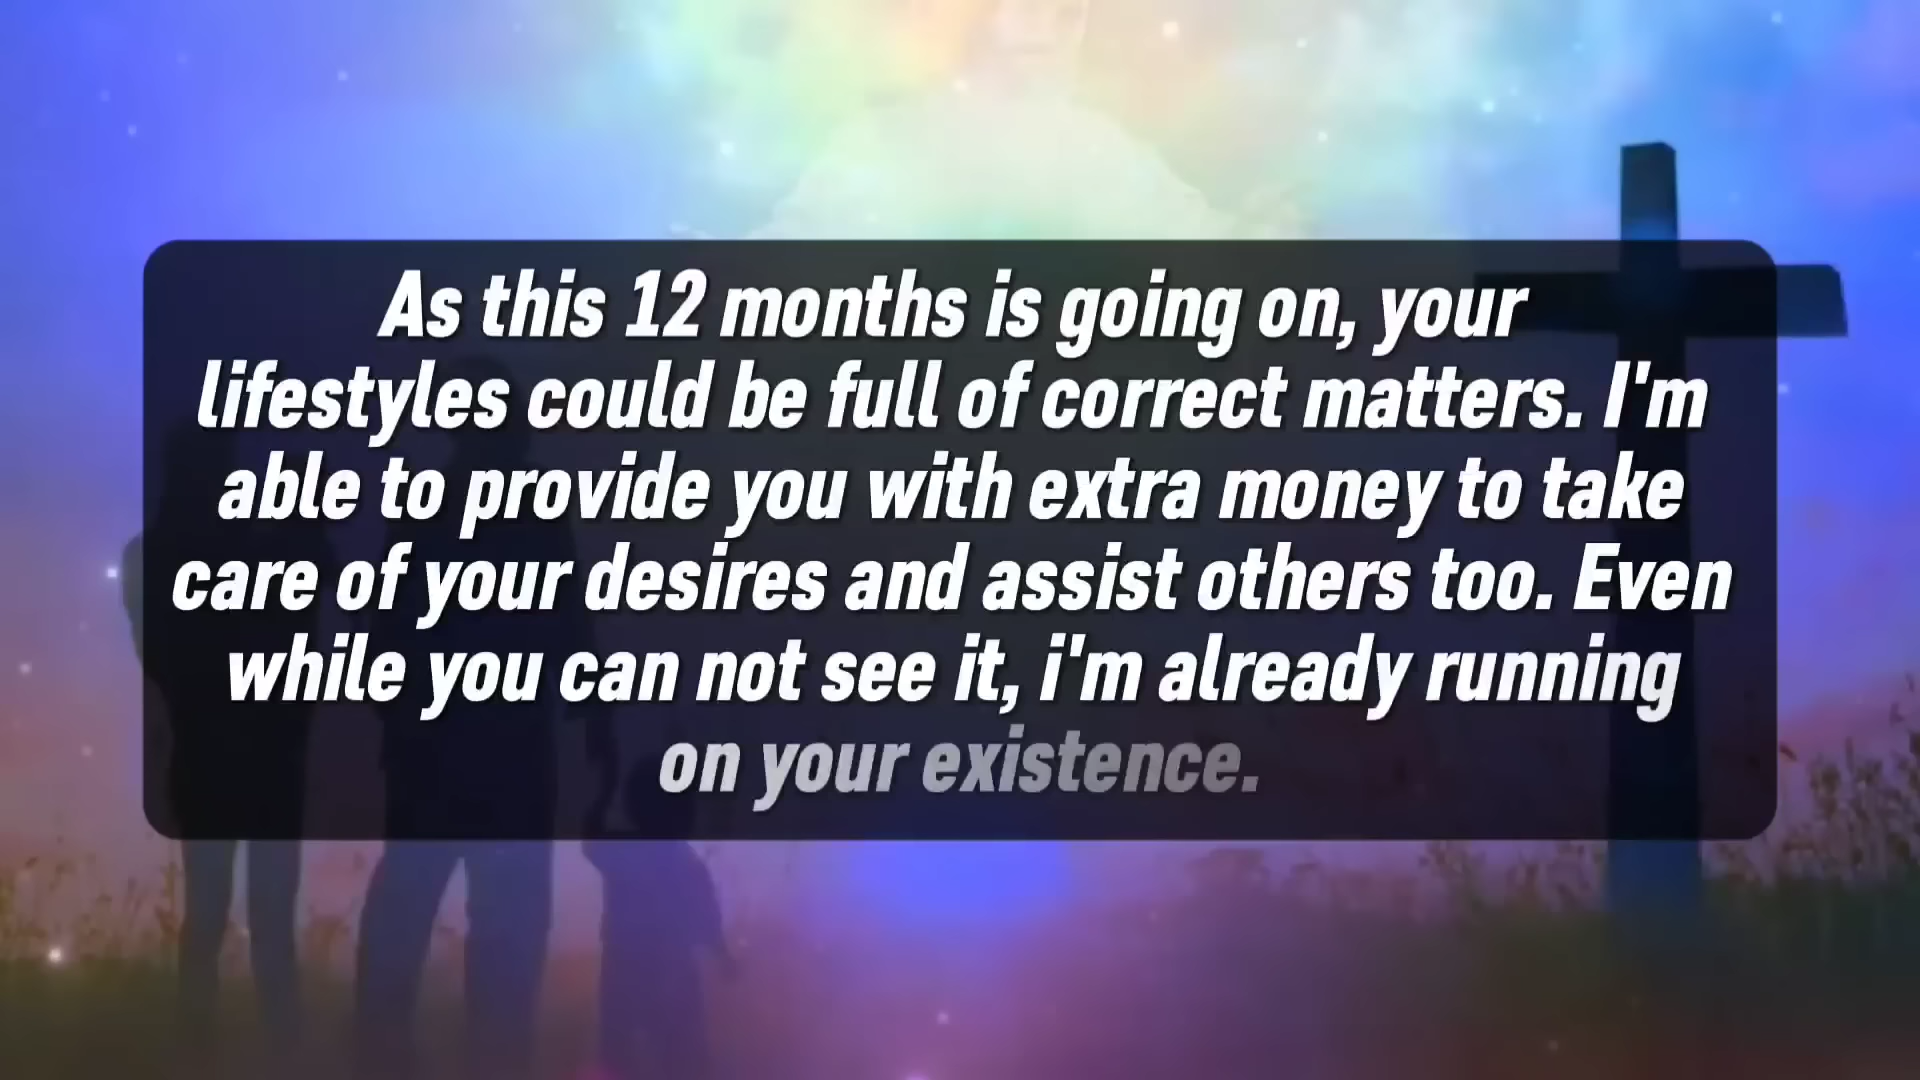 As this 12 months is going on, your
lifestyles could be full of correct matters. I'm
able to provide you with extra money to take
care of your desires and assist others too. Even
while you can not see it, i'm already running
on your existence.